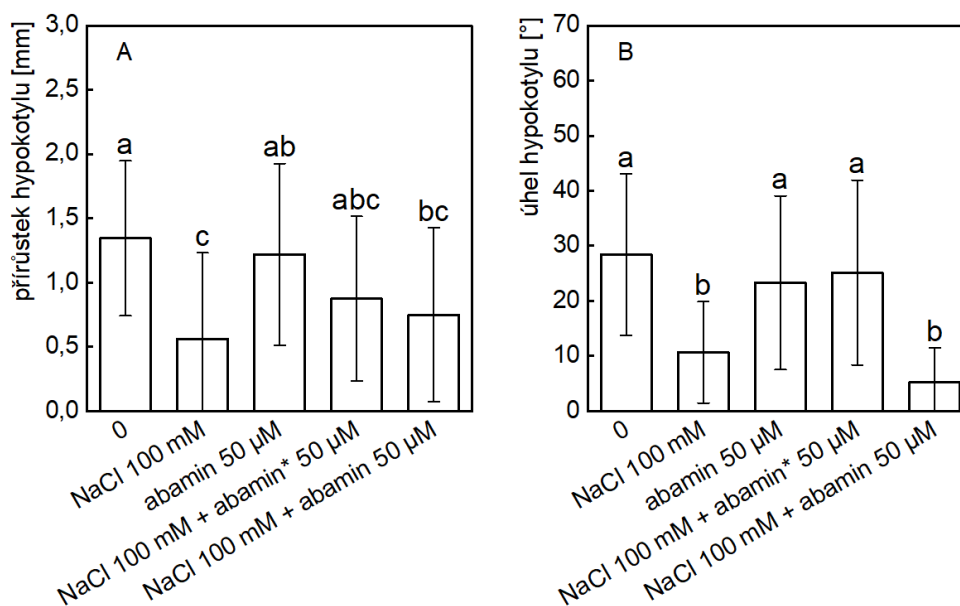 A
přírůstek hypokotylu [mm]
3,0
2,5
2,0
1,5
1,0
0,5
0,0
a
c
ab
abc
bc
0
NaCl 100 mM
abamin 50 µM
NaCl 100 mM + abamin* 50 µM
NaCl 100 mM + abamin 50 µM
B
úhel hypokotylu [°]
70
60
50
40
30
20
10
0
a
b
a
a
b
0
NaCl 100 mM
abamin 50 µM
NaCl 100 mM + abamin* 50 µM
NaCl 100 mM + abamin 50 µM